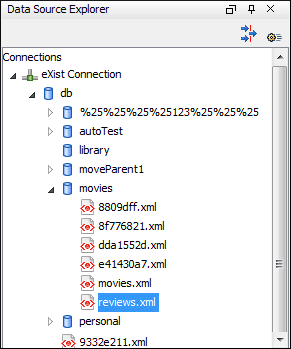 Data Source Explorer
Connections
eXist Connection
db
%25%25%25%25123%25%25%25
autoTest
library
moveParent1
movies
8809dff.xml
8f776821.xml
dda1552d.xml
e41430a7.xml
movies.xml
reviews.xml
personal
9332e211.xml